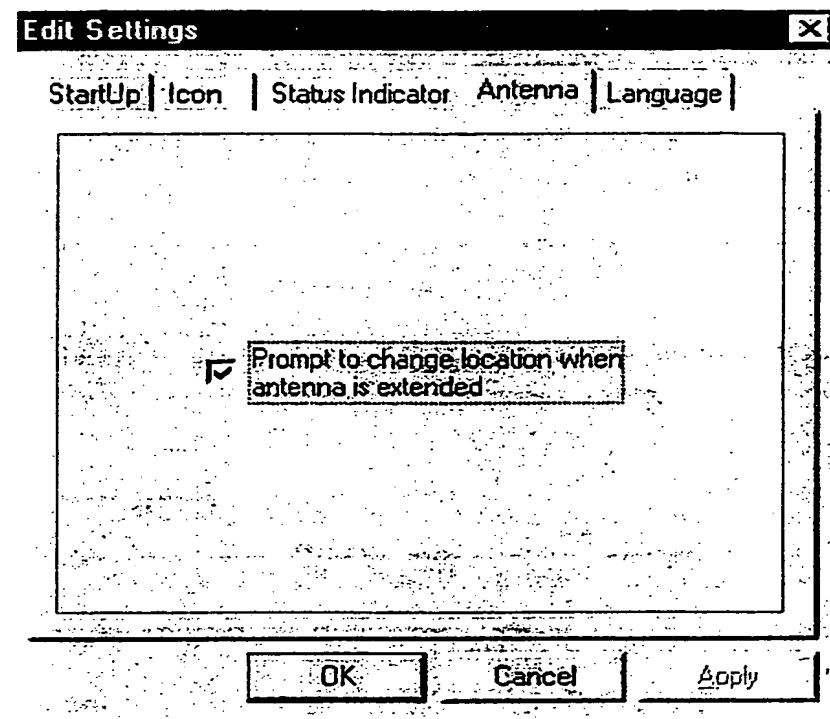 Edit Settings
StartUp Icon Status Indicator Antenna Language
Prompt to change location when
antenna is extended
OK Cancel Apply